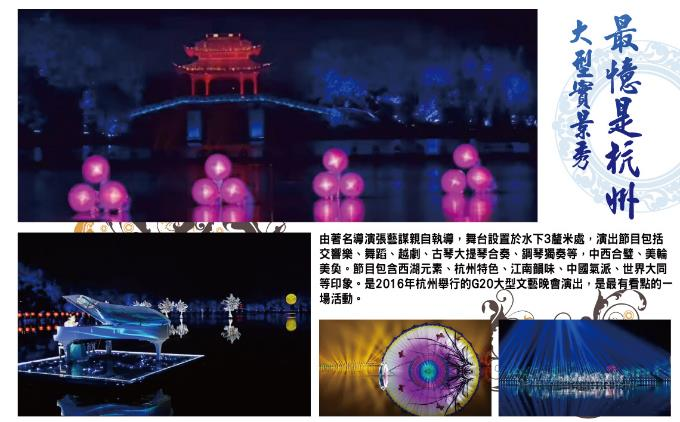 最憶是杭州
大型實景秀
由著名導演張藝謀親自執導，舞台設置於水下3釐米處，演出節目包括
交響樂、舞蹈、越劇、古琴大提琴合奏、鋼琴獨奏等，中西合璧、美輪
美奐。節目包含西湖元素、杭州特色、江南韻味、中國氣派、世界大同
等印象。是2016年杭州舉行的G20大型文藝晚會演出，是最有看點的一
場活動。